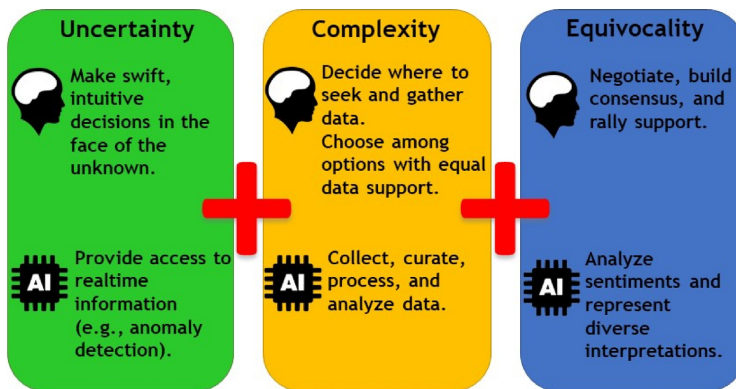 Uncertainty
Make swift,
intuitive
decisions in the
face of the
unknown.
AI
Provide access to
realtime
information
(e.g., anomaly
detection).
Complexity
Decide where to
seek and gather
data.
Choose among
options with equal
data support.
AI
Collect, curate,
process, and
analyze data.
Equivocality
Negotiate, build
consensus, and
rally support.
AI
Analyze
sentiments and
represent
diverse
interpretations.